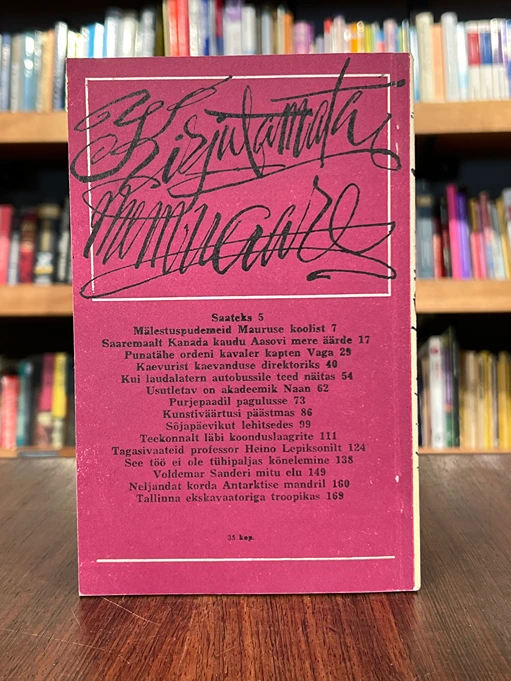 Kirjutamata
memuaare
Saateks 5
Mälestuspudemeid Mauruse koolist 7
Saaremaalt Kanada kaudu Aasovi mere äärde 17
Punatähe ordeni kavaler kapten Vaga 29
Kaevurist kaevanduse direktoriks 40
Kui laudalatern autobussile teed näitas 54
Usutletav on akadeemik Naan 62
Purjepaadil pagulusse 73
Kunstiväärtusi päästmas 86
Sõjapäevikut lehitsedes 99
Teekonnalt läbi koonduslaagrite 111
Tagasivaateid professor Heino Lepiksonilt 124
See töö ei ole tühipaljas kõnelemine 138
Voldemar Sanderi mitu elu 149
Neljandat korda Antarktise mandril 160
Tallinna ekskavaatoriga troopikas 169
35 kop.